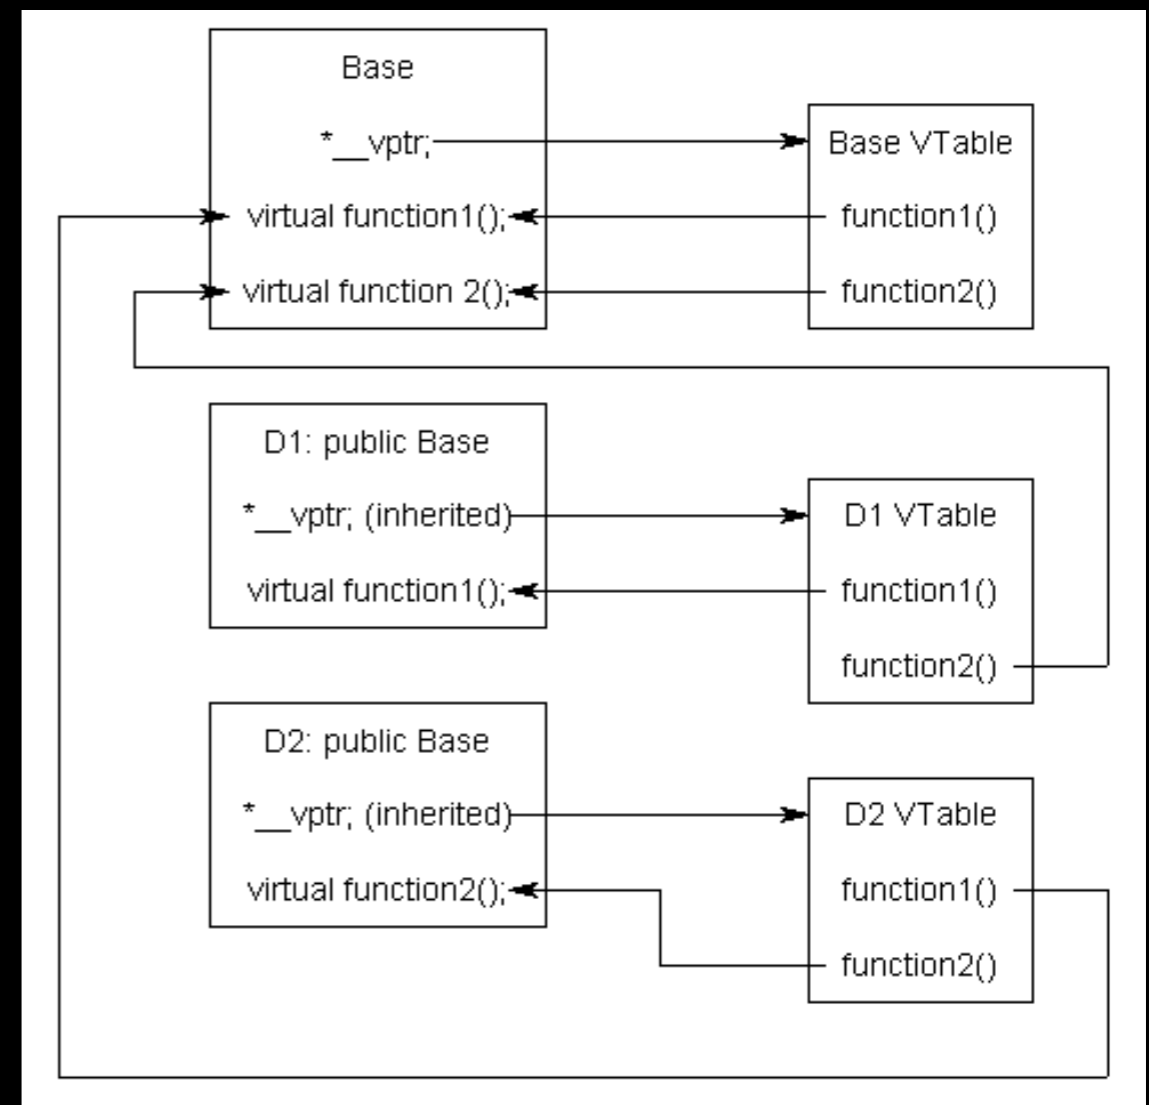 Base
*__vptr;
virtual function1();
virtual function 2();
Base VTable
function1()
function2()
D1: public Base
*__vptr; (inherited)
virtual function1();
D1 VTable
function1()
function2()
D2: public Base
*__vptr; (inherited)
virtual function2();
D2 VTable
function1()
function2()